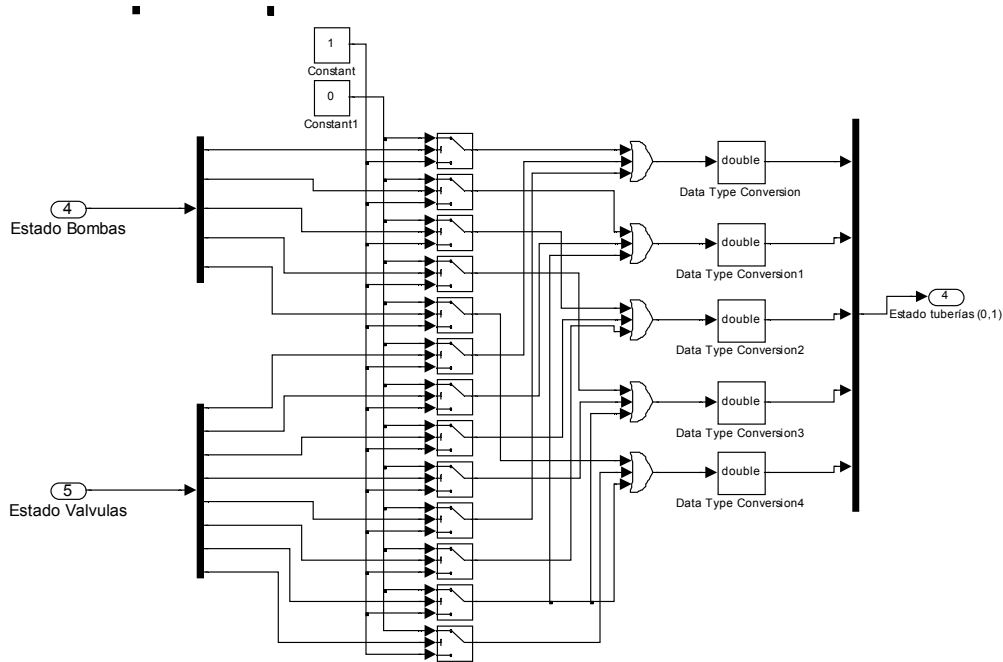 1
Constant
0
Constant1
4
Estado Bombas
5
Estado Valvulas
double
Data Type Conversion
double
Data Type Conversion1
double
Data Type Conversion2
double
Data Type Conversion3
double
Data Type Conversion4
4
Estado tuberías (0,1)